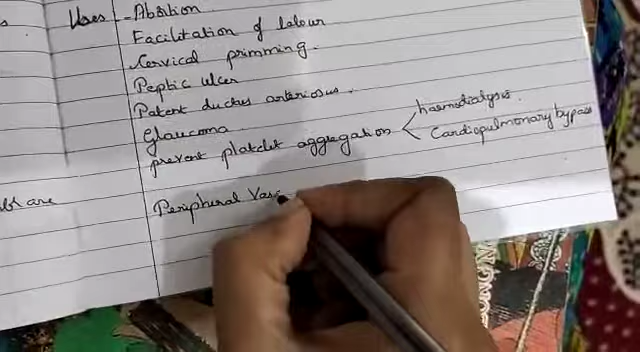 Uses - Abortion
Facilitation of labour
Cervical primming.
Peptic ulcer
Patent ductus arteriosus.
Glaucoma
prevent platelet aggregation < haemodialysis.
Cardiopulmonary bypass
are
Peripheral Vas